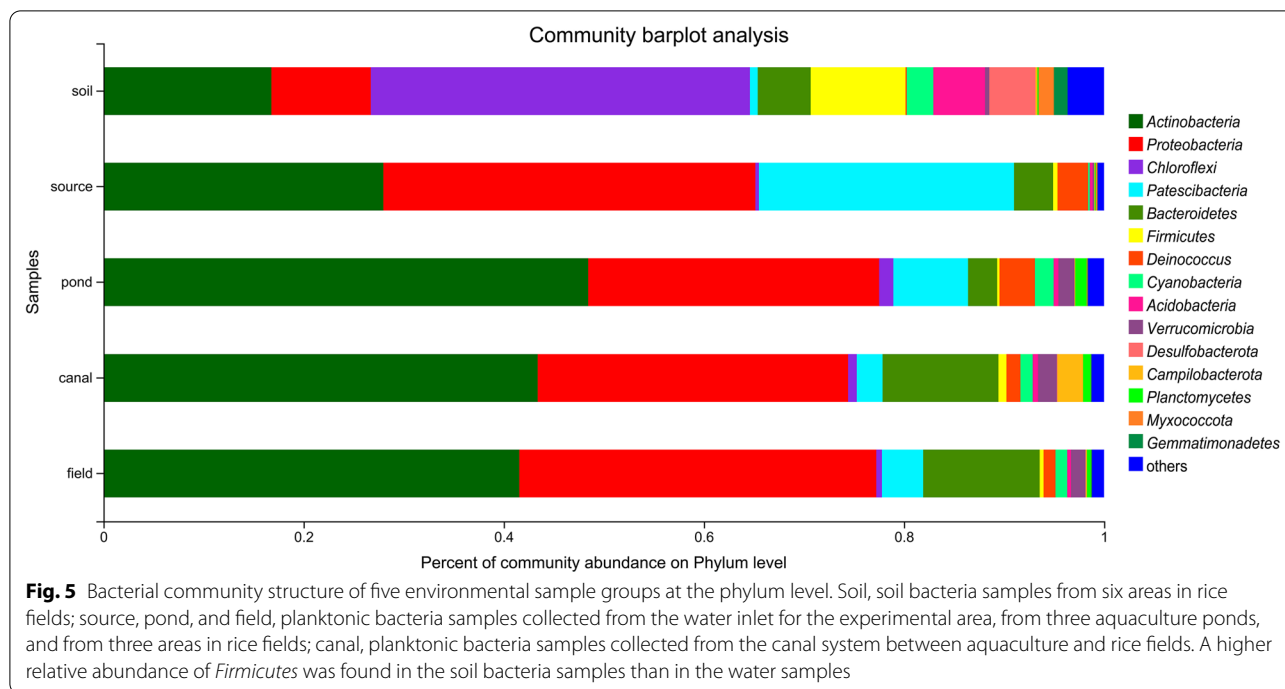 Community barplot analysis
soil
source
pond
canal
field
Samples
0
0.2
0.4
0.6
0.8
1
Percent of community abundance on Phylum level
Actinobacteria
Proteobacteria
Chloroflexi
Patescibacteria
Bacteroidetes
Firmicutes
Deinococcus
Cyanobacteria
Acidobacteria
Verrucomicrobia
Desulfobacterota
Campilobacterota
Planctomycetes
Myxococcota
Gemmatimonadetes
others
Fig. 5 Bacterial community structure of five environmental sample groups at the phylum level. Soil, soil bacteria samples from six areas in rice
fields; source, pond, and field, planktonic bacteria samples collected from the water inlet for the experimental area, from three aquaculture ponds,
and from three areas in rice fields; canal, planktonic bacteria samples collected from the canal system between aquaculture and rice fields. A higher
relative abundance of Firmicutes was found in the soil bacteria samples than in the water samples